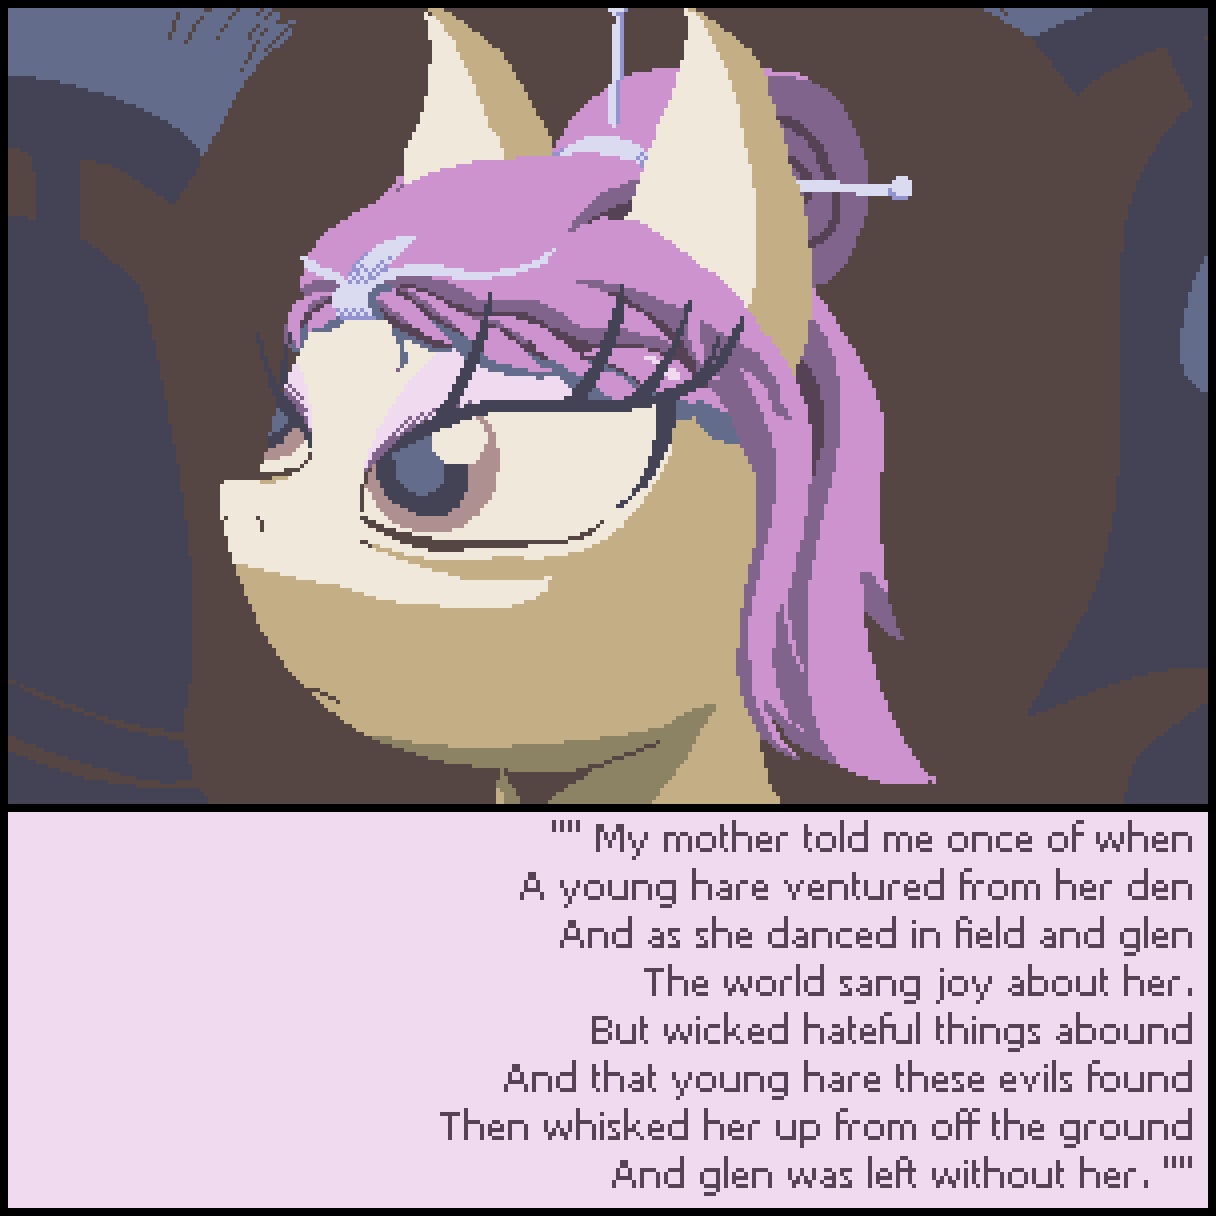 "" My mother told me once of when
A young hare ventured from her den
And as she danced in field and glen
The world sang joy about her.
But wicked hateful things abound
And that young hare these evils found
Then whisked her up from off the ground
And glen was left without her. ""